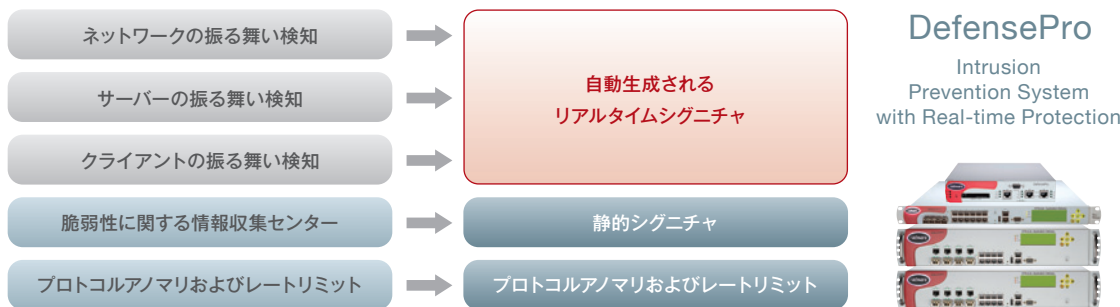 ネットワークの振る舞い検知
サーバーの振る舞い検知
クライアントの振る舞い検知
自動生成される
リアルタイムシグニチャ
脆弱性に関する情報収集センター
静的シグニチャ
プロトコルアノマリおよびレートリミット
プロトコルアノマリおよびレートリミット
DefensePro
Intrusion
Prevention System
with Real-time Protection